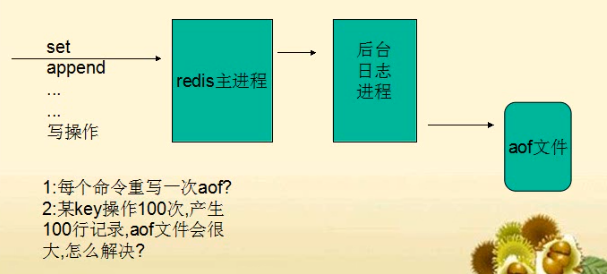 set
append
...
...
写操作
redis主进程
后台
日志
进程
aof文件
1:每个命令重写一次aof?
2:某key操作100次,产生
100行记录,aof文件会很
大,怎么解决?